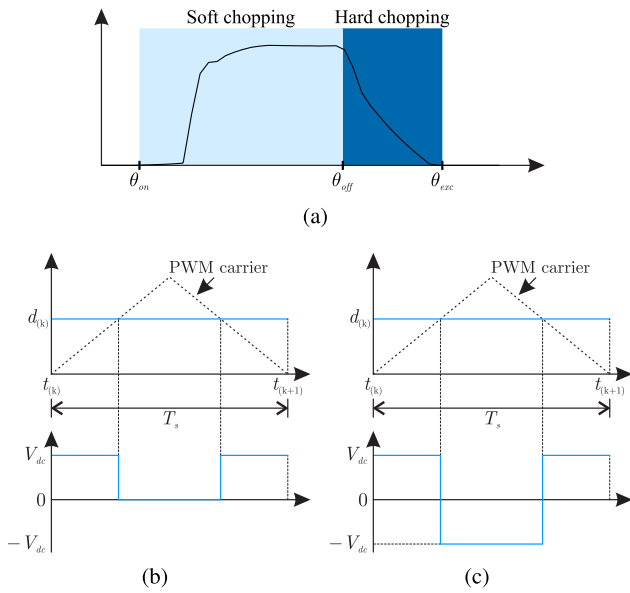 Soft chopping Hard chopping
θon θoff θexc
(a)
PWM carrier PWM carrier
d(k) d(k)
t(k) t(k+1) t(k) t(k+1)
Ts Ts
Vdc Vdc
0 0
−Vdc −Vdc
(b) (c)